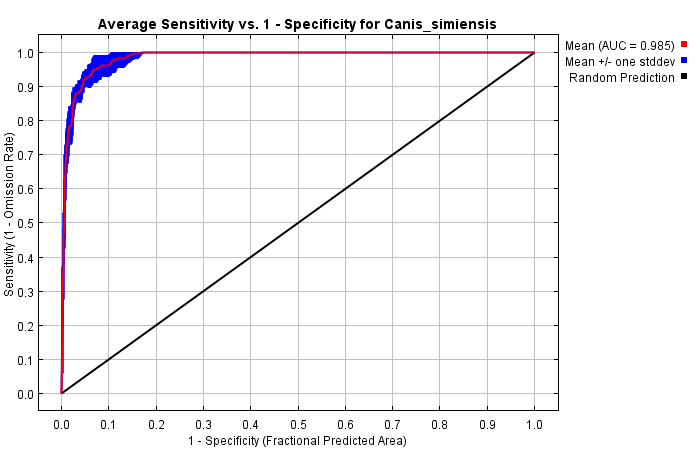 Average Sensitivity vs. 1 - Specificity for Canis_simiensis
Mean (AUC = 0.985)
Mean +/- one stddev
Random Prediction
Sensitivity (1 - Omission Rate)
1.0
0.9
0.8
0.7
0.6
0.5
0.4
0.3
0.2
0.1
0.0
0.0 0.1 0.2 0.3 0.4 0.5 0.6 0.7 0.8 0.9 1.0
1 - Specificity (Fractional Predicted Area)